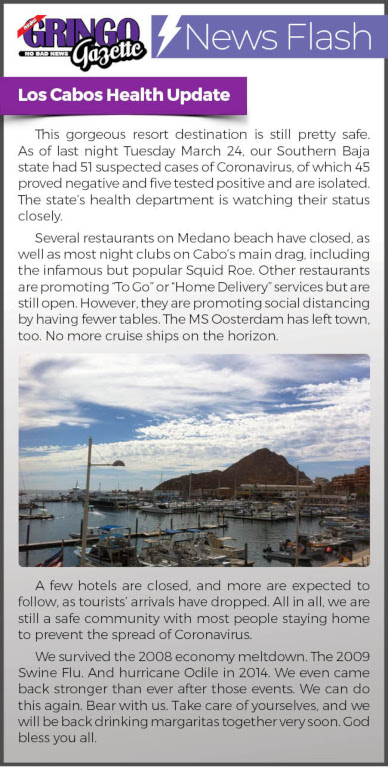 GRINGO
Gazette
NO BAD NEWS
News Flash
Los Cabos Health Update
This gorgeous resort destination is still pretty safe.
As of last night Tuesday March 24, our Southern Baja
state had 51 suspected cases of Coronavirus, of which 45
proved negative and five tested positive and are isolated.
The state's health department is watching their status
closely.
Several restaurants on Medano beach have closed, as
well as most night clubs on Cabo's main drag, including
the infamous but popular Squid Roe. Other restaurants
are promoting "To Go" or "Home Delivery" services but are
still open. However, they are promoting social distancing
by having fewer tables. The MS Oosterdam has left town,
too. No more cruise ships on the horizon.
A few hotels are closed, and more are expected to
follow, as tourists' arrivals have dropped. All in all, we are
still a safe community with most people staying home
to prevent the spread of Coronavirus.
We survived the 2008 economy meltdown. The 2009
Swine Flu. And hurricane Odile in 2014. We even came
back stronger than ever after those events. We can do
this again. Bear with us. Take care of yourselves, and we
will be back drinking margaritas together very soon. God
bless you all.